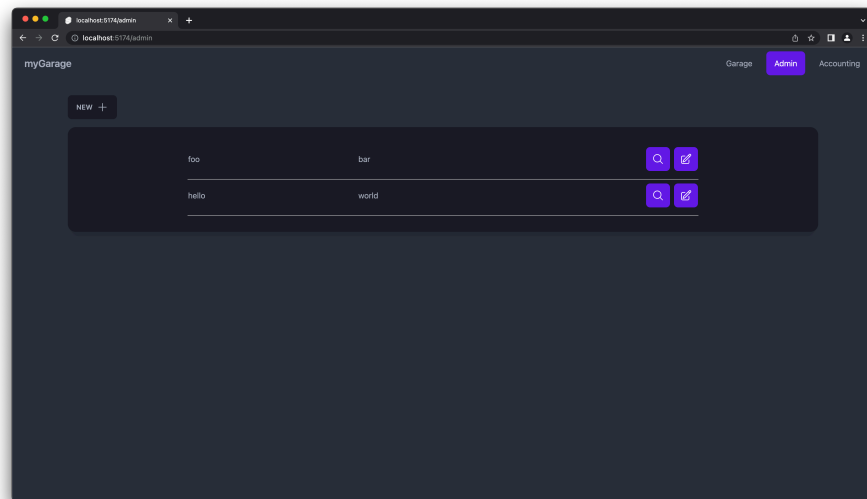 localhost:5174/admin
localhost:5174/admin
myGarage
Garage Admin Accounting
NEW
foo bar
hello world